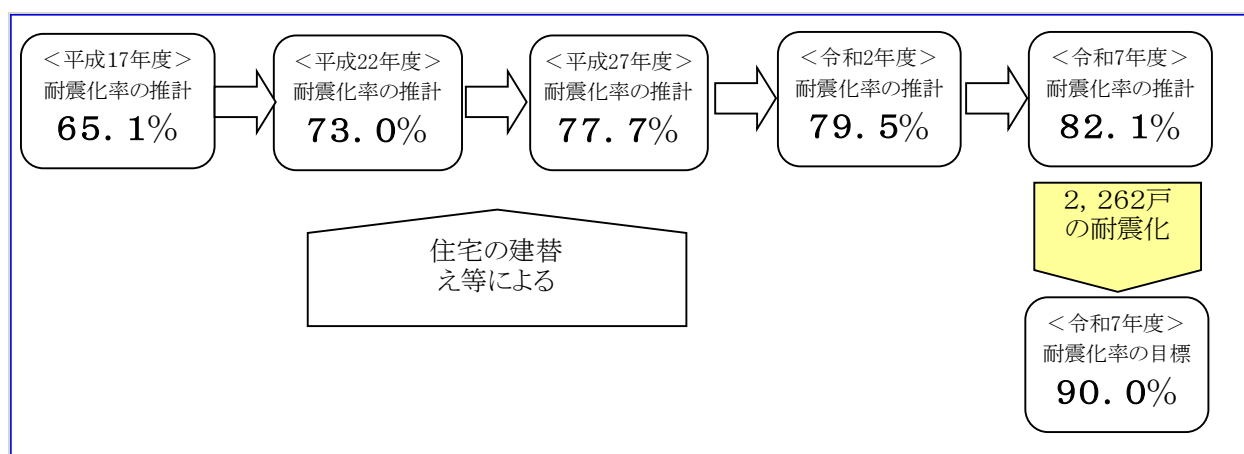 ＜平成17年度＞
耐震化率の推計
65.1%
＜平成22年度＞
耐震化率の推計
73.0%
＜平成27年度＞
耐震化率の推計
77.7%
＜令和2年度＞
耐震化率の推計
79.5%
＜令和7年度＞
耐震化率の推計
82.1%
住宅の建替
え等による
2，262戸
の耐震化
＜令和7年度＞
耐震化率の目標
90.0%